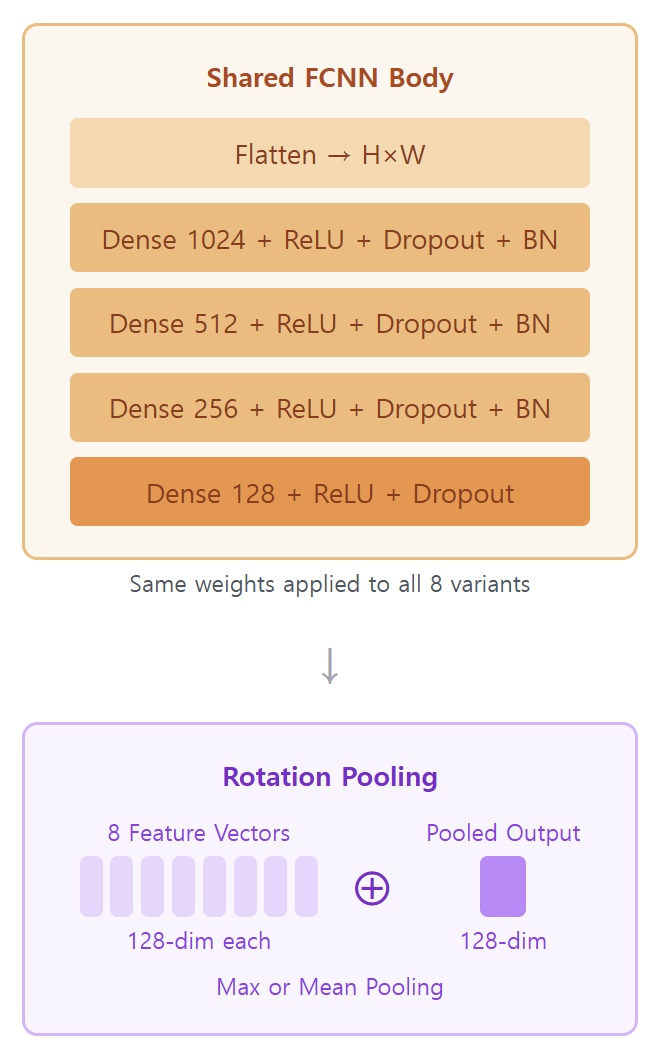 Shared FCNN Body
Flatten → H×W
Dense 1024 + ReLU + Dropout + BN
Dense 512 + ReLU + Dropout + BN
Dense 256 + ReLU + Dropout + BN
Dense 128 + ReLU + Dropout
Same weights applied to all 8 variants
↓
Rotation Pooling
8 Feature Vectors
Pooled Output
⊕
128-dim each
128-dim
Max or Mean Pooling